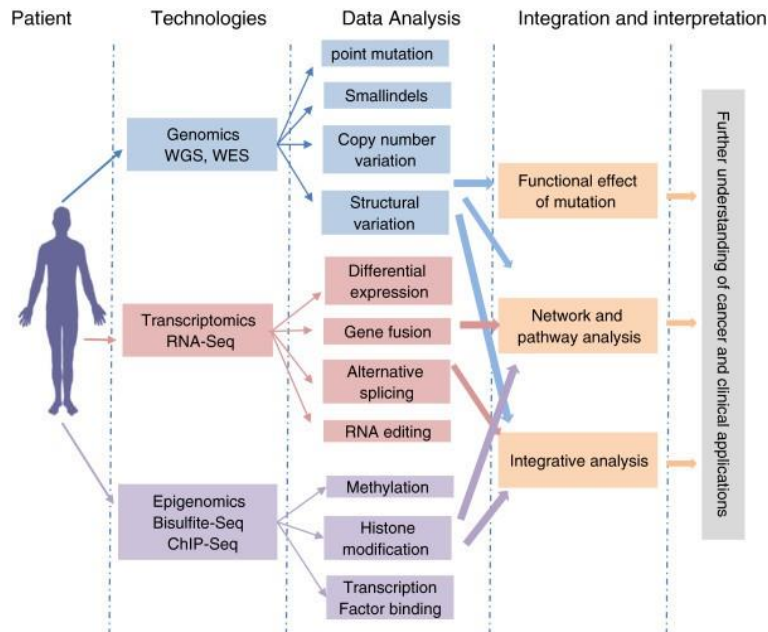 Patient
Technologies
Data Analysis
Integration and interpretation
Genomics
WGS, WES
Transcriptomics
RNA-Seq
Epigenomics
Bisulfite-Seq
ChIP-Seq
point mutation
Smallindels
Copy number
variation
Structural
variation
Differential
expression
Gene fusion
Alternative
splicing
RNA editing
Methylation
Histone
modification
Transcription
Factor binding
Functional effect
of mutation
Network and
pathway analysis
Integrative analysis
Further understanding of cancer and clinical applications